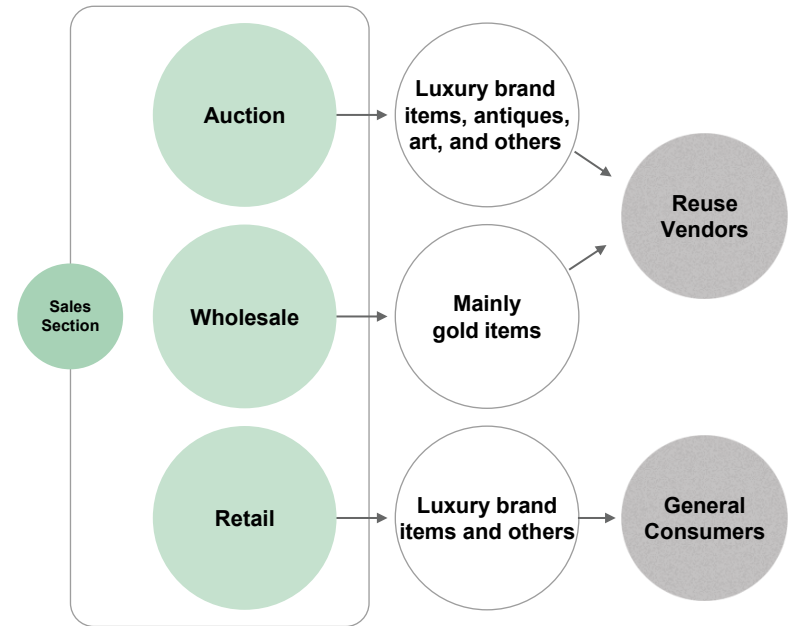 Auction
Luxury brand
items, antiques,
art, and others
Reuse
Vendors
Sales
Section
Wholesale
Mainly
gold items
Retail
Luxury brand
items and others
General
Consumers